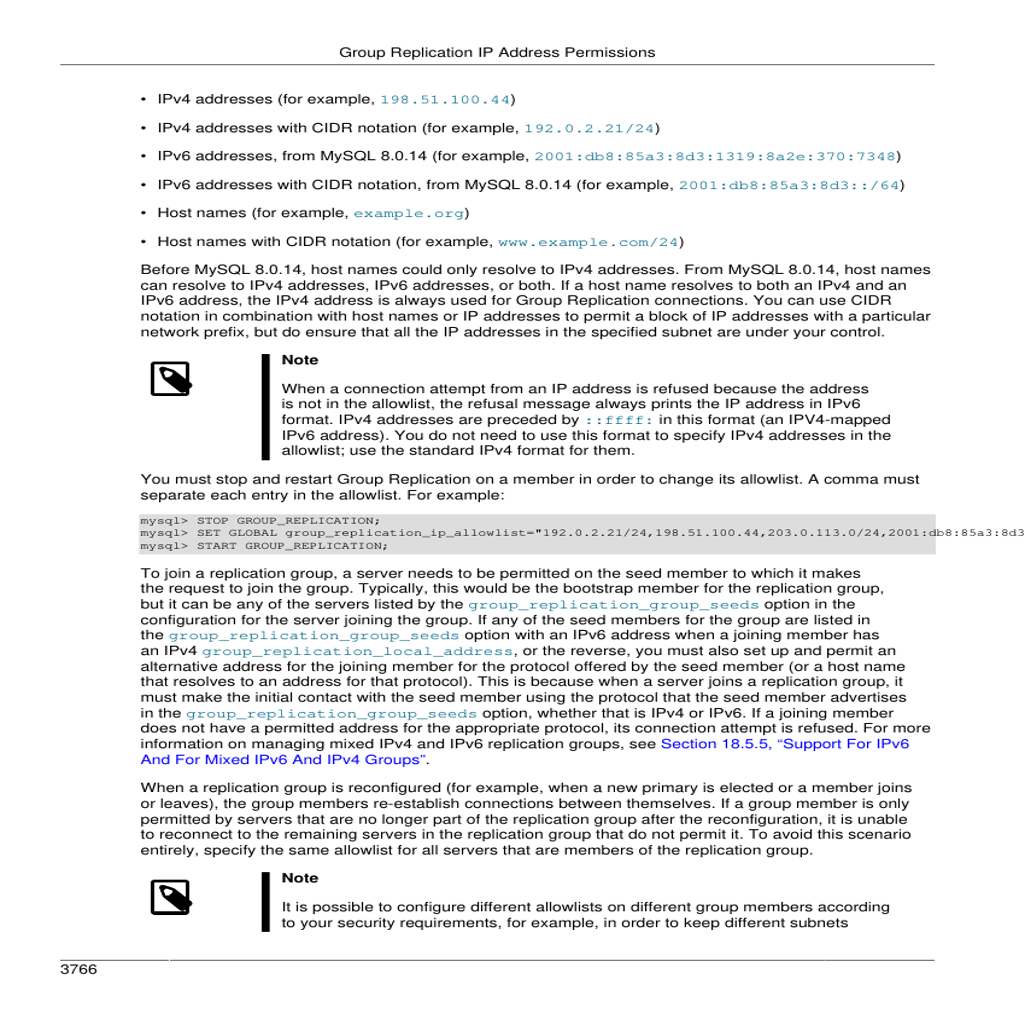 Group Replication IP Address Permissions
• IPv4 addresses (for example, 198.51.100.44)
• IPv4 addresses with CIDR notation (for example, 192.0.2.21/24)
• IPv6 addresses, from MySQL 8.0.14 (for example, 2001:db8:85a3:8d3:1319:8a2e:370:7348)
• IPv6 addresses with CIDR notation, from MySQL 8.0.14 (for example, 2001:db8:85a3:8d3::/64)
• Host names (for example, example.org)
• Host names with CIDR notation (for example, www.example.com/24)
Before MySQL 8.0.14, host names could only resolve to IPv4 addresses. From MySQL 8.0.14, host names
can resolve to IPv4 addresses, IPv6 addresses, or both. If a host name resolves to both an IPv4 and an
IPv6 address, the IPv4 address is always used for Group Replication connections. You can use CIDR
notation in combination with host names or IP addresses to permit a block of IP addresses with a particular
network prefix, but do ensure that all the IP addresses in the specified subnet are under your control.
Note
When a connection attempt from an IP address is refused because the address
is not in the allowlist, the refusal message always prints the IP address in IPv6
format. IPv4 addresses are preceded by ::ffff: in this format (an IPV4-mapped
IPv6 address). You do not need to use this format to specify IPv4 addresses in the
allowlist; use the standard IPv4 format for them.
You must stop and restart Group Replication on a member in order to change its allowlist. A comma must
separate each entry in the allowlist. For example:
mysql> STOP GROUP_REPLICATION;
mysql> SET GLOBAL group_replication_ip_allowlist="192.0.2.21/24,198.51.100.44,203.0.113.0/24,2001:db8:85a3:8d3
mysql> START GROUP_REPLICATION;
To join a replication group, a server needs to be permitted on the seed member to which it makes
the request to join the group. Typically, this would be the bootstrap member for the replication group,
but it can be any of the servers listed by the group_replication_group_seeds option in the
configuration for the server joining the group. If any of the seed members for the group are listed in
the group_replication_group_seeds option with an IPv6 address when a joining member has
an IPv4 group_replication_local_address, or the reverse, you must also set up and permit an
alternative address for the joining member for the protocol offered by the seed member (or a host name
that resolves to an address for that protocol). This is because when a server joins a replication group, it
must make the initial contact with the seed member using the protocol that the seed member advertises
in the group_replication_group_seeds option, whether that is IPv4 or IPv6. If a joining member
does not have a permitted address for the appropriate protocol, its connection attempt is refused. For more
information on managing mixed IPv4 and IPv6 replication groups, see Section 18.5.5, “Support For IPv6
And For Mixed IPv6 And IPv4 Groups”.
When a replication group is reconfigured (for example, when a new primary is elected or a member joins
or leaves), the group members re-establish connections between themselves. If a group member is only
permitted by servers that are no longer part of the replication group after the reconfiguration, it is unable
to reconnect to the remaining servers in the replication group that do not permit it. To avoid this scenario
entirely, specify the same allowlist for all servers that are members of the replication group.
Note
It is possible to configure different allowlists on different group members according
to your security requirements, for example, in order to keep different subnets
3766